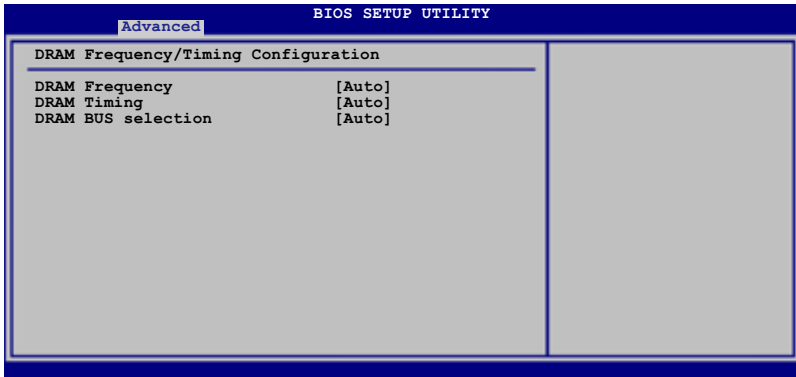 BIOS SETUP UTILITY
Advanced
DRAM Frequency/Timing Configuration
DRAM Frequency [Auto]
DRAM Timing [Auto]
DRAM BUS selection [Auto]